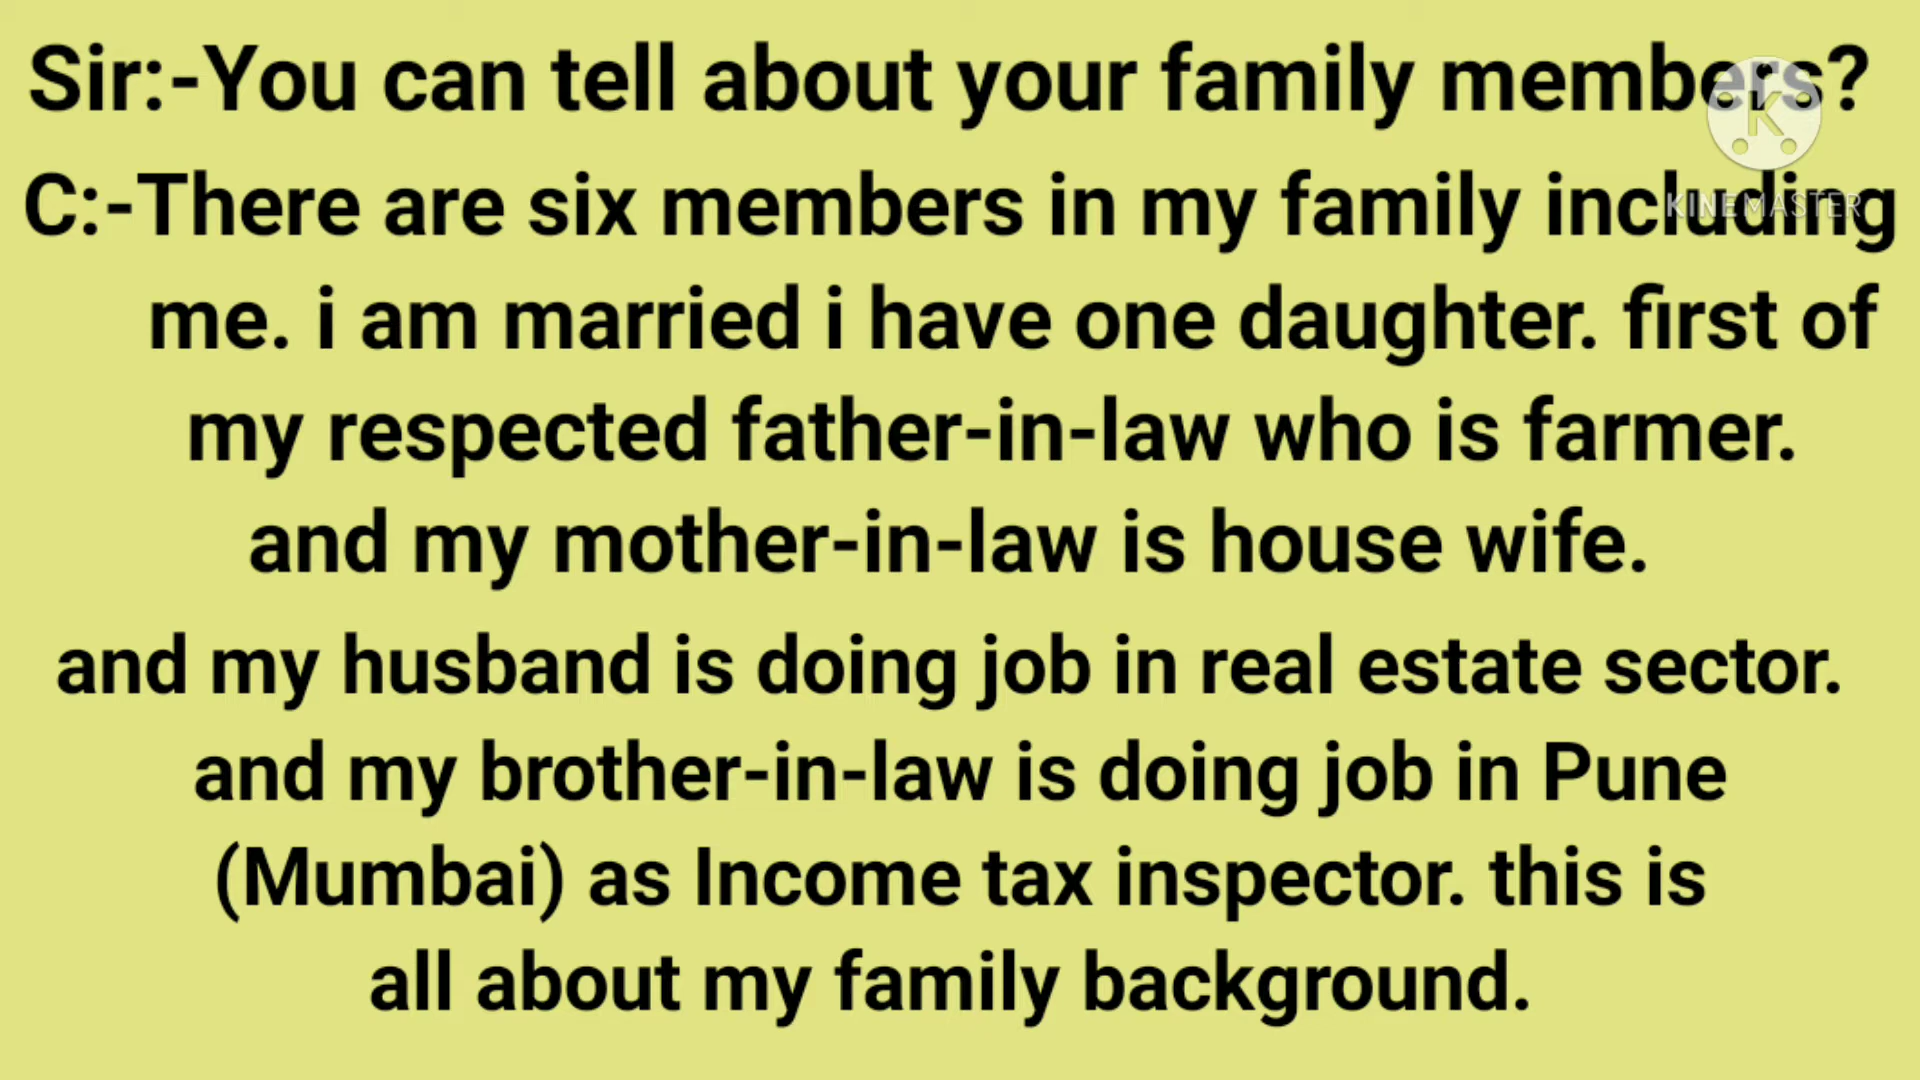 Sir:-You can tell about your family members?
C:-There are six members in my family including
me. i am married i have one daughter. first of
my respected father-in-law who is farmer.
and my mother-in-law is house wife.
and my husband is doing job in real estate sector.
and my brother-in-law is doing job in Pune
(Mumbai) as Income tax inspector. this is
all about my family background.
K
KINEMASTER